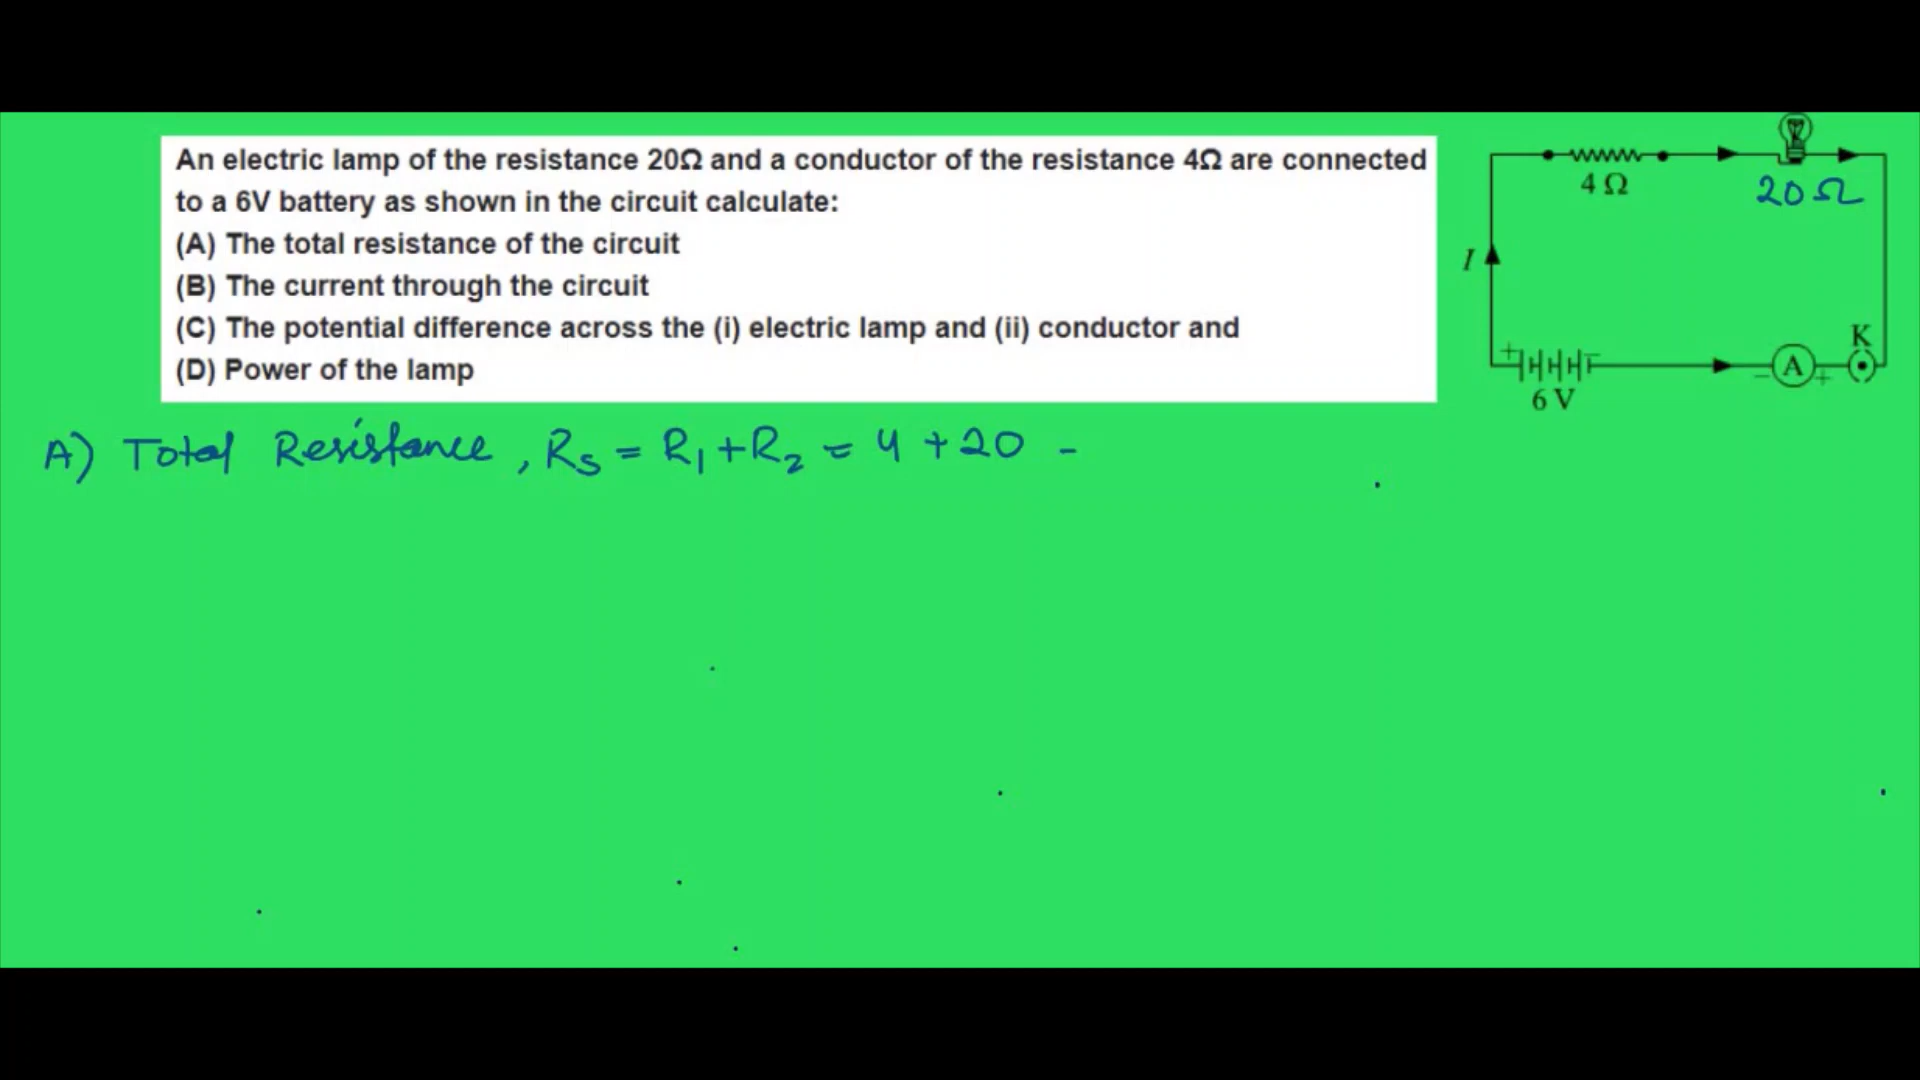 An electric lamp of the resistance 20Ω and a conductor of the resistance 4Ω are connected
to a 6V battery as shown in the circuit calculate:
(A) The total resistance of the circuit
(B) The current through the circuit
(C) The potential difference across the (i) electric lamp and (ii) conductor and
(D) Power of the lamp
4 Ω
20 Ω
I
K
+ −
− A +
6 V
A) Total Resistance, Rs = R1 + R2 = 4 + 20 -